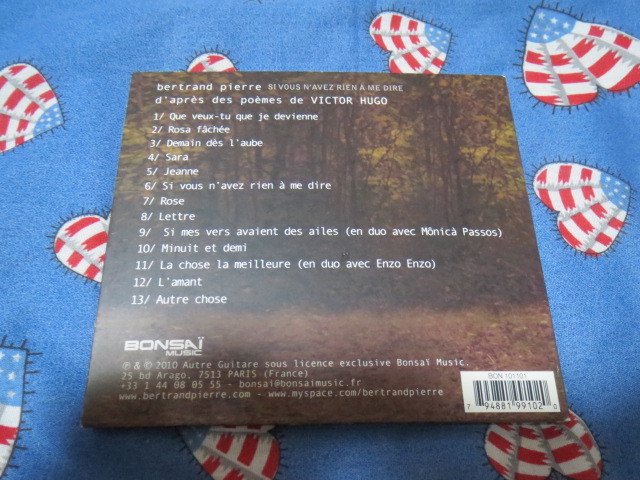 bertrand pierre SI VOUS N'AVEZ RIEN À ME DIRE
d'après des poèmes de VICTOR HUGO
1/ Que veux-tu que je devienne
2/ Rosa fâchée
3/ Demain dès l'aube
4/ Sara
5/ Jeanne
6/ Si vous n'avez rien à me dire
7/ Rose
8/ Lettre
9/ Si mes vers avaient des ailes (en duo avec Mônicà Passos)
10/ Minuit et demi
11/ La chose la meilleure (en duo avec Enzo Enzo)
12/ L'amant
13/ Autre chose
BONSAÏ
MUSIC
℗ & © 2010 Autre Guitare sous licence exclusive Bonsaï Music.
25 bd Arago, 7513 PARIS (France)
+33 1 44 08 05 55 - bonsai@bonsaimusic.fr
www.bertrandpierre.com - www.myspace.com/bertrandpierre
BON 101101
7 94881 99102 0